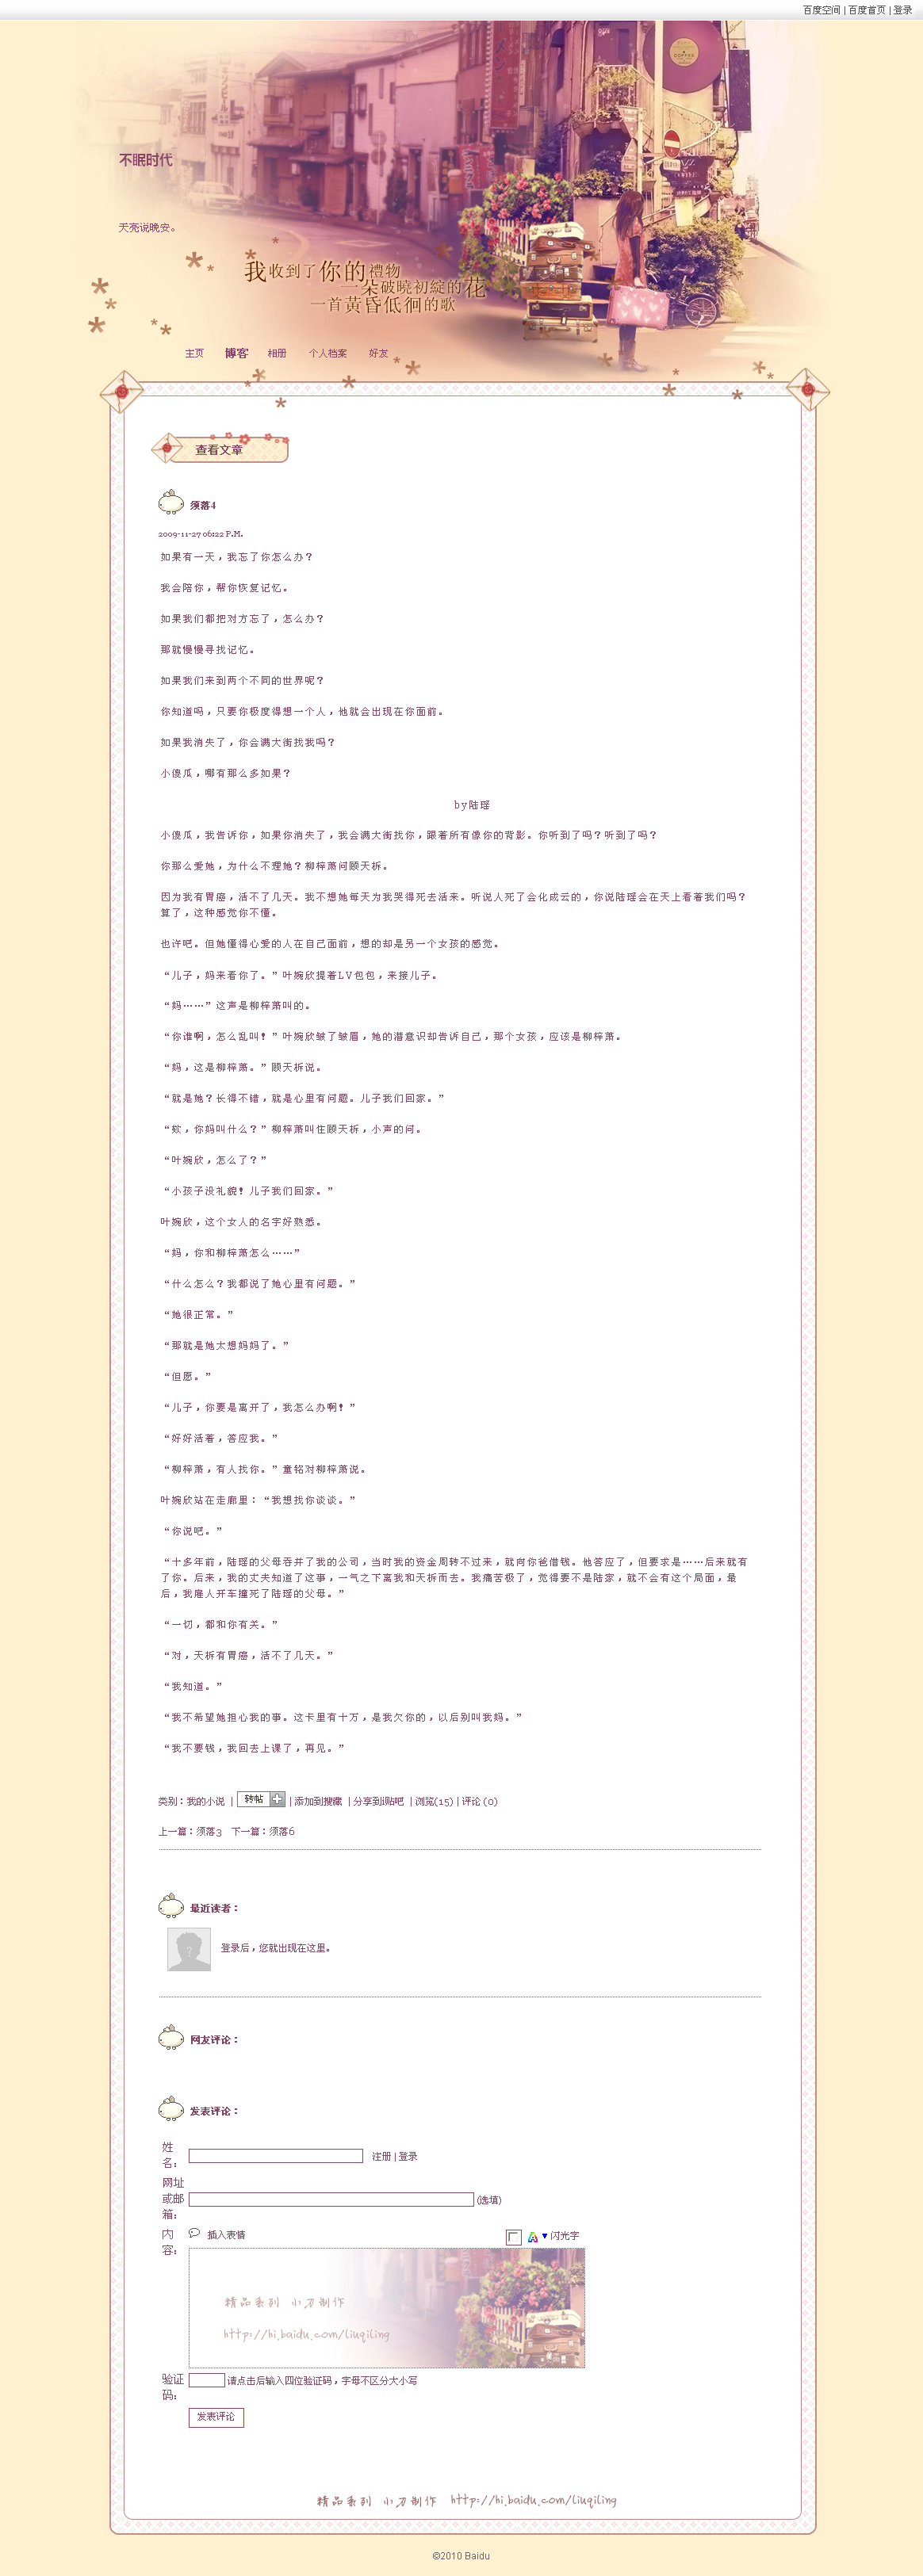 百度空间 | 百度首页 | 登录
不眠时代
天亮说晚安。
我收到了你的禮物
一朵破曉初綻的花
一首黃昏低徊的歌
主页 博客 相册 个人档案 好友
查看文章
须落4
2009-11-27 06:22 P.M.
如果有一天，我忘了你怎么办？
我会陪你，帮你恢复记忆。
如果我们都把对方忘了，怎么办？
那就慢慢寻找记忆。
如果我们来到两个不同的世界呢？
你知道吗，只要你极度得想一个人，他就会出现在你面前。
如果我消失了，你会满大街找我吗？
小傻瓜，哪有那么多如果？
by陆瑶
小傻瓜，我告诉你，如果你消失了，我会满大街找你，跟着所有像你的背影。你听到了吗？听到了吗？
你那么爱她，为什么不理她？柳梓萧问顾天柝。
因为我有胃癌，活不了几天。我不想她每天为我哭得死去活来。听说人死了会化成云的，你说陆瑶会在天上看着我们吗？
算了，这种感觉你不懂。
也许吧。但她懂得心爱的人在自己面前，想的却是另一个女孩的感觉。
“儿子，妈来看你了。”叶婉欣提着LV包包，来接儿子。
“妈……”这声是柳梓萧叫的。
“你谁啊，怎么乱叫！”叶婉欣皱了皱眉，她的潜意识却告诉自己，那个女孩，应该是柳梓萧。
“妈，这是柳梓萧。”顾天柝说。
“就是她？长得不错，就是心里有问题。儿子我们回家。”
“欸，你妈叫什么？”柳梓萧叫住顾天柝，小声的问。
“叶婉欣，怎么了？”
“小孩子没礼貌！儿子我们回家。”
叶婉欣，这个女人的名字好熟悉。
“妈，你和柳梓萧怎么……”
“什么怎么？我都说了她心里有问题。”
“她很正常。”
“那就是她太想妈妈了。”
“但愿。”
“儿子，你要是离开了，我怎么办啊！”
“好好活着，答应我。”
“柳梓萧，有人找你。”童铭对柳梓萧说。
叶婉欣站在走廊里：“我想找你谈谈。”
“你说吧。”
“十多年前，陆瑶的父母吞并了我的公司，当时我的资金周转不过来，就向你爸借钱。他答应了，但要求是……后来就有
了你。后来，我的丈夫知道了这事，一气之下离我和天柝而去。我痛苦极了，觉得要不是陆家，就不会有这个局面，最
后，我雇人开车撞死了陆瑶的父母。”
“一切，都和你有关。”
“对，天柝有胃癌，活不了几天。”
“我知道。”
“我不希望她担心我的事。这卡里有十万，是我欠你的，以后别叫我妈。”
“我不要钱，我回去上课了，再见。”
类别：我的小说 | 转帖 | 添加到搜藏 | 分享到i贴吧 | 浏览(15) | 评论 (0)
上一篇：须落3 下一篇：须落6
最近读者：
登录后，您就出现在这里。
网友评论：
发表评论：
姓
名： 注册 | 登录
网址
或邮
箱： (选填)
内
容： 插入表情 闪光字
精品系列 小刀制作
http://hi.baidu.com/liuqiling
验证
码： 请点击后输入四位验证码，字母不区分大小写
发表评论
精品系列 小刀制作 http://hi.baidu.com/liuqiling
©2010 Baidu